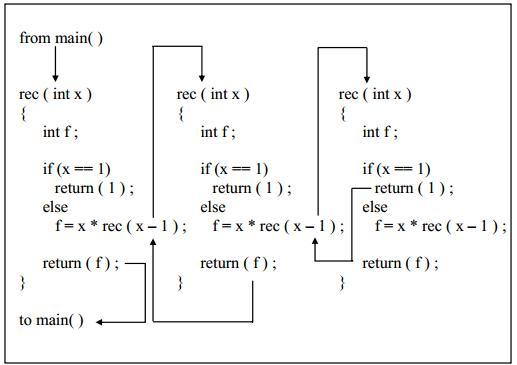 from main( )
rec ( int x )
{
int f ;
if (x == 1)
return ( 1 ) ;
else
f = x * rec ( x – 1 ) ;
return ( f ) ;
}
to main( )
rec ( int x )
{
int f ;
if (x == 1)
return ( 1 ) ;
else
f = x * rec ( x – 1 ) ;
return ( f ) ;
}
rec ( int x )
{
int f ;
if (x == 1)
return ( 1 ) ;
else
f = x * rec ( x – 1 ) ;
return ( f ) ;
}